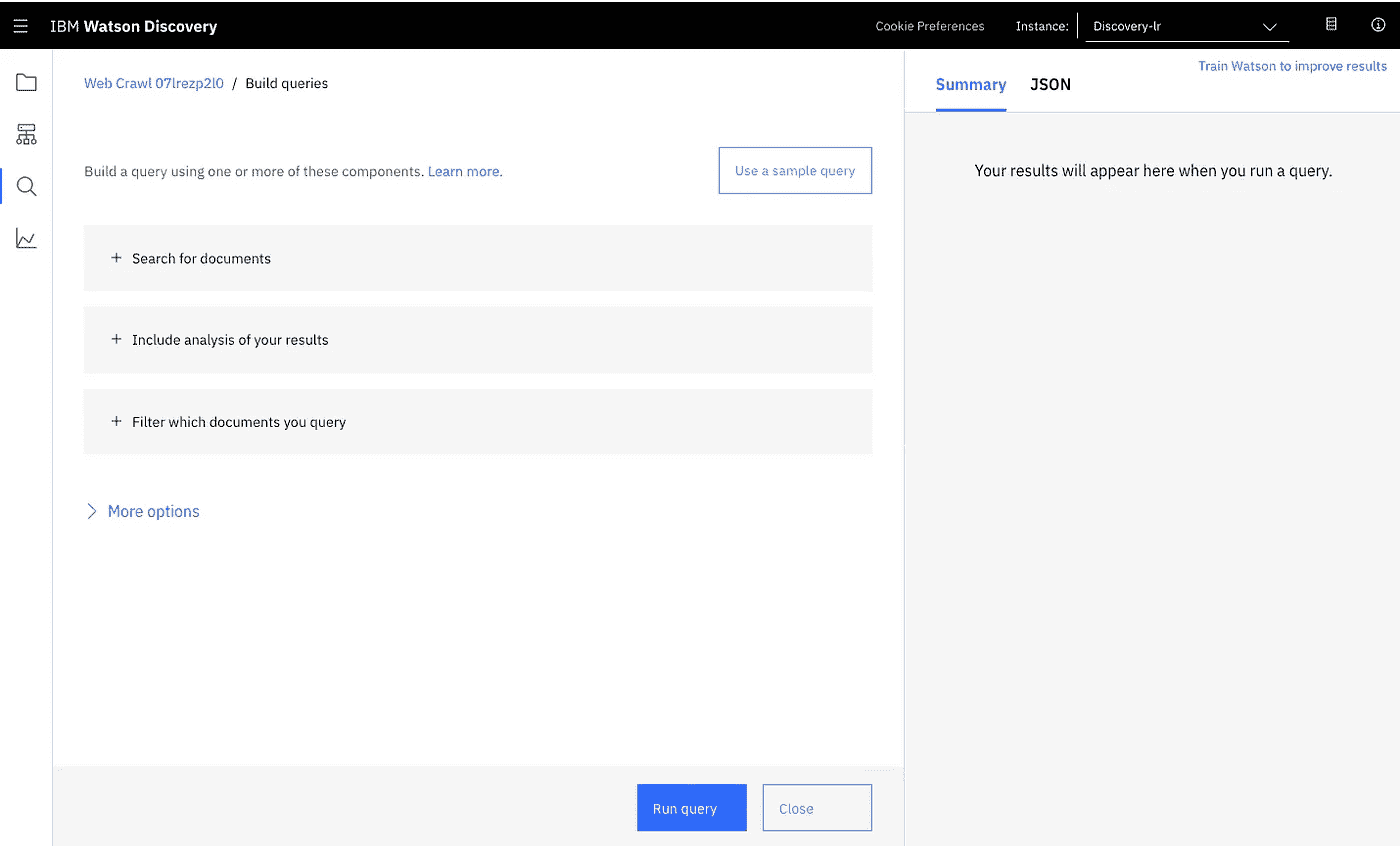 IBM Watson Discovery
Cookie Preferences
Instance:
Discovery-lr
Web Crawl 07lrezp2l0 / Build queries
Build a query using one or more of these components. Learn more.
Use a sample query
+ Search for documents
+ Include analysis of your results
+ Filter which documents you query
More options
Run query
Close
Train Watson to improve results
Summary
JSON
Your results will appear here when you run a query.